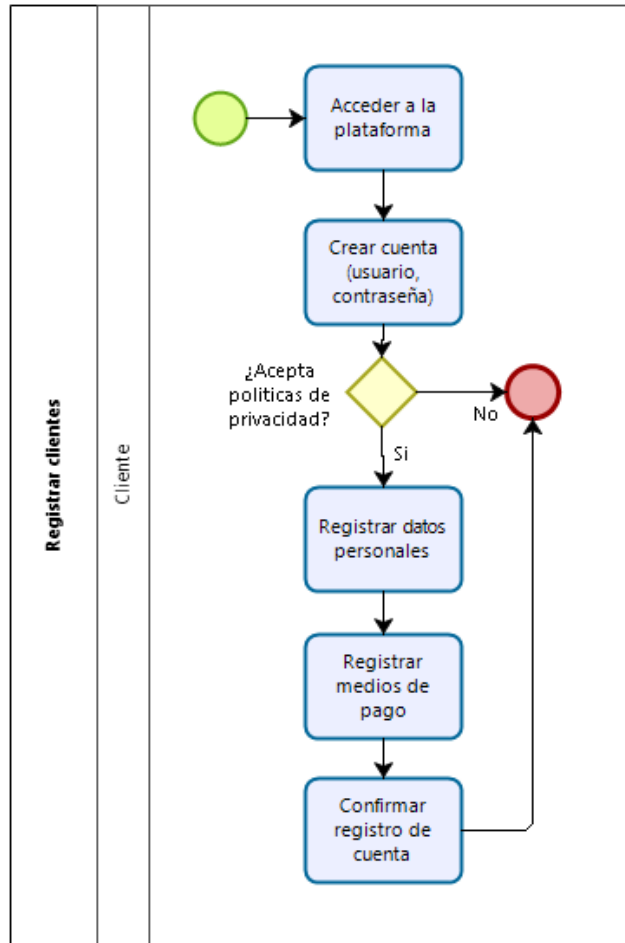 Registrar clientes
Cliente
Acceder a la
plataforma
Crear cuenta
(usuario,
contraseña)
¿Acepta
politicas de
privacidad?
No
Si
Registrar datos
personales
Registrar
medios de
pago
Confirmar
registro de
cuenta